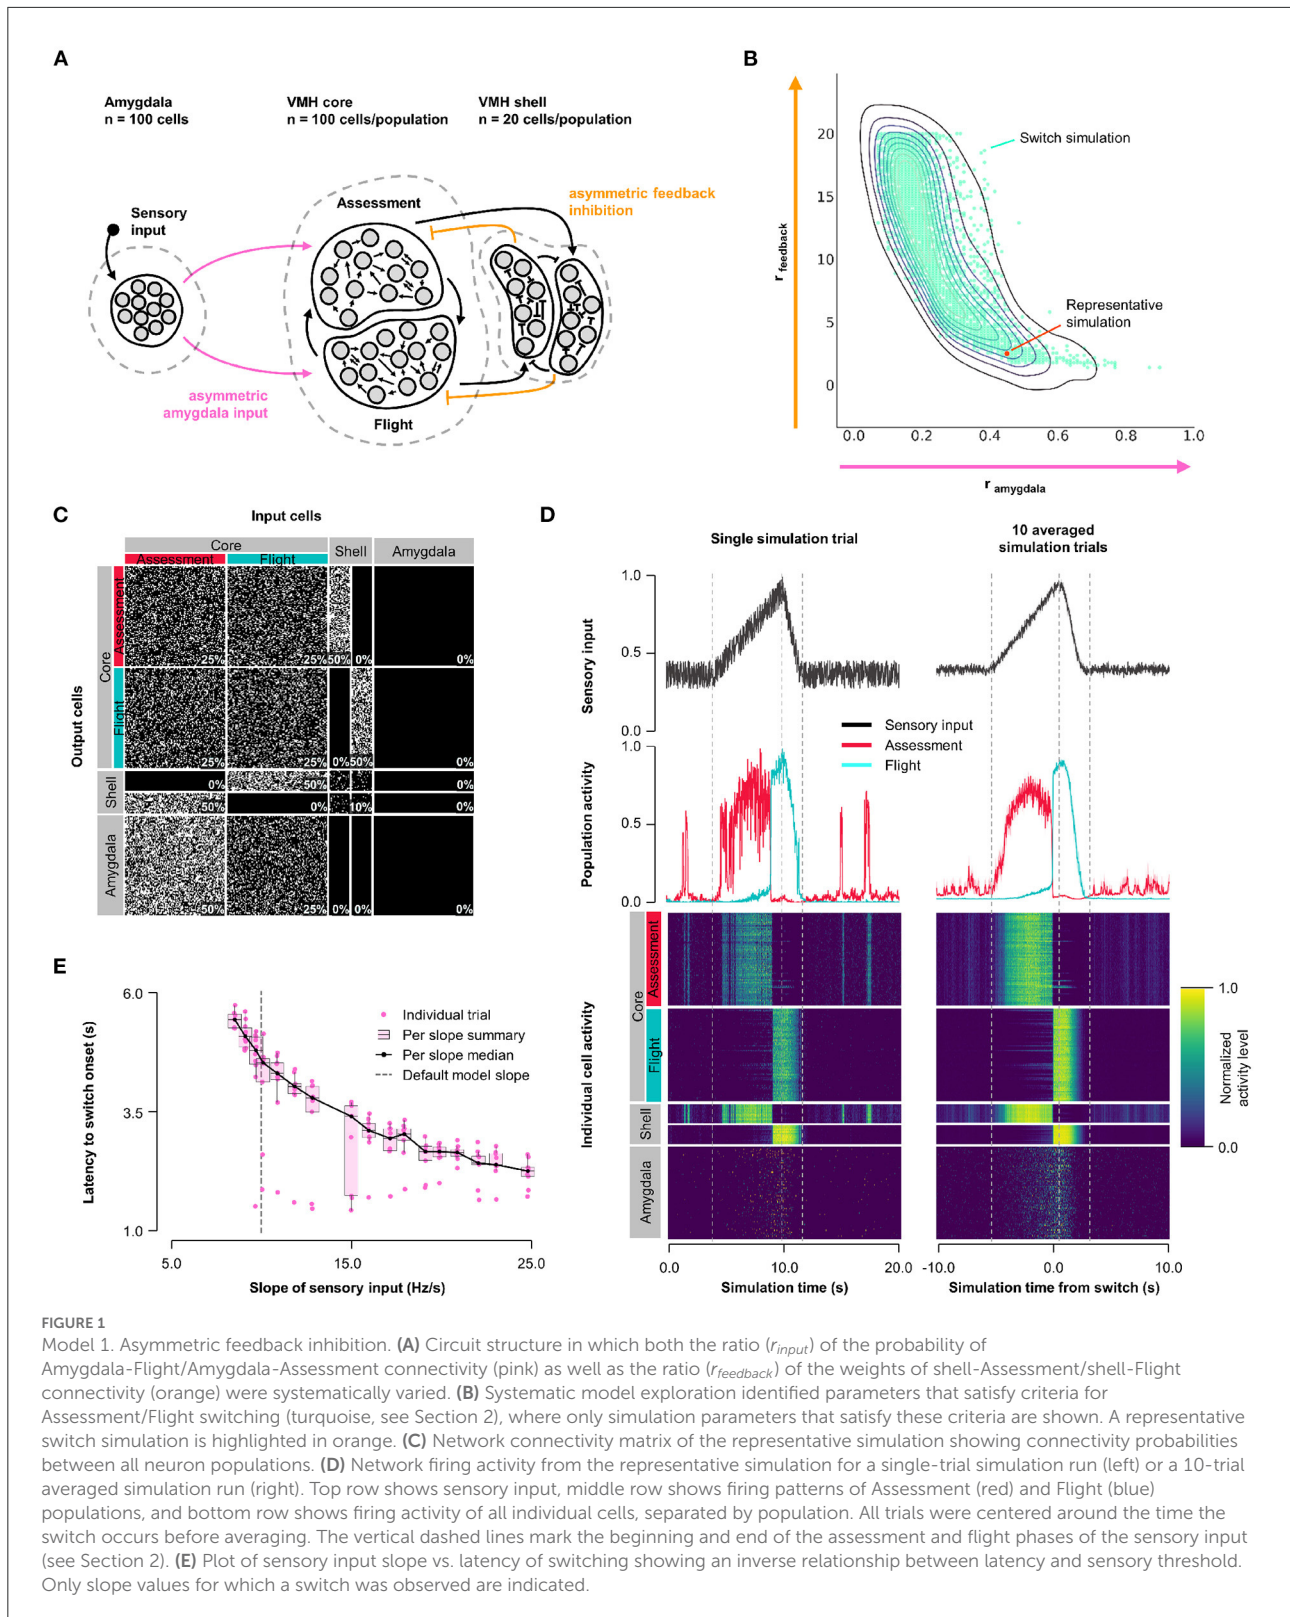 A
Amygdala
n = 100 cells
VMH core
n = 100 cells/population
VMH shell
n = 20 cells/population
Sensory
input
Assessment
asymmetric feedback
inhibition
asymmetric
amygdala input
Flight
B
Switch simulation
Representative
simulation
r feedback
20
15
10
5
0
0.0 0.2 0.4 0.6 0.8 1.0
r amygdala
C
Input cells
Core Shell Amygdala
Assessment Flight
Output cells
Core
Assessment
25% 25% 50% 0% 0%
Flight
25% 25% 0% 50% 0%
Shell
0% 50% 0%
50% 0% 10% 0%
Amygdala
50% 25% 0% 0% 0%
D
Single simulation trial
10 averaged
simulation trials
Sensory input
1.0
0.5
0.0
Sensory input
Assessment
Flight
Population activity
1.0
0.5
0.0
Individual cell activity
Core
Assessment
Flight
Shell
Amygdala
1.0
Normalized
activity level
0.0
0.0 10.0 20.0
Simulation time (s)
-10.0 0.0 10.0
Simulation time from switch (s)
E
Latency to switch onset (s)
6.0
3.5
1.0
Individual trial
Per slope summary
Per slope median
Default model slope
5.0 15.0 25.0
Slope of sensory input (Hz/s)
FIGURE 1
Model 1. Asymmetric feedback inhibition. (A) Circuit structure in which both the ratio (rinput) of the probability of
Amygdala-Flight/Amygdala-Assessment connectivity (pink) as well as the ratio (rfeedback) of the weights of shell-Assessment/shell-Flight
connectivity (orange) were systematically varied. (B) Systematic model exploration identified parameters that satisfy criteria for
Assessment/Flight switching (turquoise, see Section 2), where only simulation parameters that satisfy these criteria are shown. A representative
switch simulation is highlighted in orange. (C) Network connectivity matrix of the representative simulation showing connectivity probabilities
between all neuron populations. (D) Network firing activity from the representative simulation for a single-trial simulation run (left) or a 10-trial
averaged simulation run (right). Top row shows sensory input, middle row shows firing patterns of Assessment (red) and Flight (blue)
populations, and bottom row shows firing activity of all individual cells, separated by population. All trials were centered around the time the
switch occurs before averaging. The vertical dashed lines mark the beginning and end of the assessment and flight phases of the sensory input
(see Section 2). (E) Plot of sensory input slope vs. latency of switching showing an inverse relationship between latency and sensory threshold.
Only slope values for which a switch was observed are indicated.